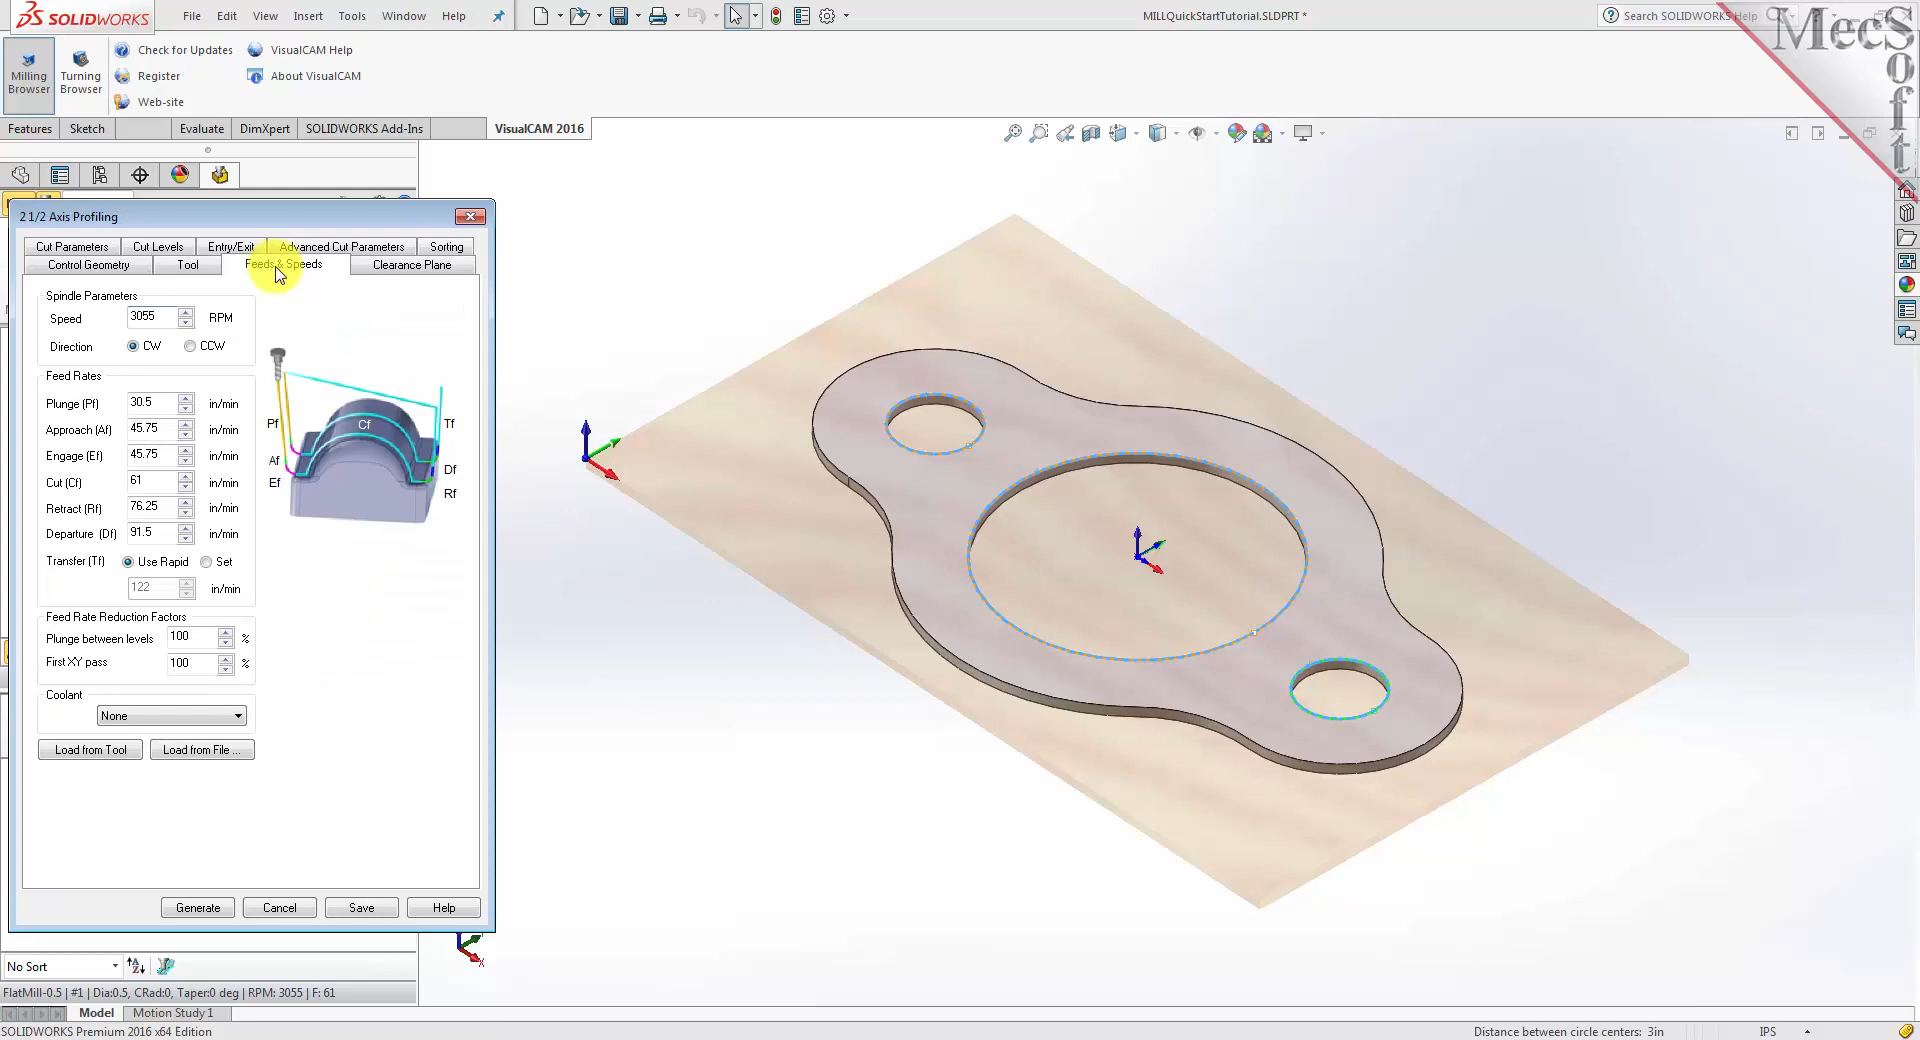 SOLIDWORKS File Edit View Insert Tools Window Help MILLQuickStartTutorial.SLDPRT * Search SOLIDWORKS Help
MecSoft
Milling Browser
Turning Browser
Check for Updates VisualCAM Help
Register About VisualCAM
Web-site
Features Sketch Evaluate DimXpert SOLIDWORKS Add-Ins VisualCAM 2016
2 1/2 Axis Profiling
Cut Parameters Cut Levels Entry/Exit Advanced Cut Parameters Sorting
Control Geometry Tool Feeds & Speeds Clearance Plane
Spindle Parameters
Speed 3055 RPM
Direction CW CCW
Feed Rates
Plunge (Pf) 30.5 in/min
Approach (Af) 45.75 in/min
Engage (Ef) 45.75 in/min
Cut (Cf) 61 in/min
Retract (Rf) 76.25 in/min
Departure (Df) 91.5 in/min
Transfer (Tf) Use Rapid Set
122 in/min
Pf Cf Tf
Af Df
Ef Rf
Feed Rate Reduction Factors
Plunge between levels 100 %
First XY pass 100 %
Coolant
None
Load from Tool Load from File ...
Generate Cancel Save Help
X
No Sort
FlatMill-0.5 | #1 | Dia:0.5, CRad:0, Taper:0 deg | RPM: 3055 | F: 61
Model Motion Study 1
SOLIDWORKS Premium 2016 x64 Edition Distance between circle centers: 3in IPS